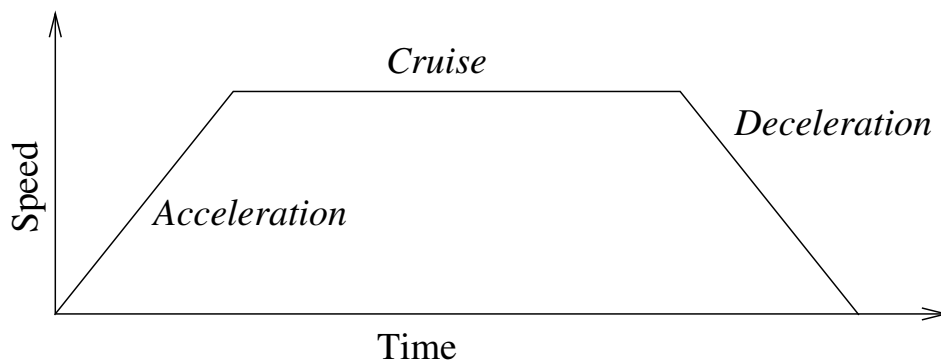 Cruise
Deceleration
Speed
Acceleration
Time